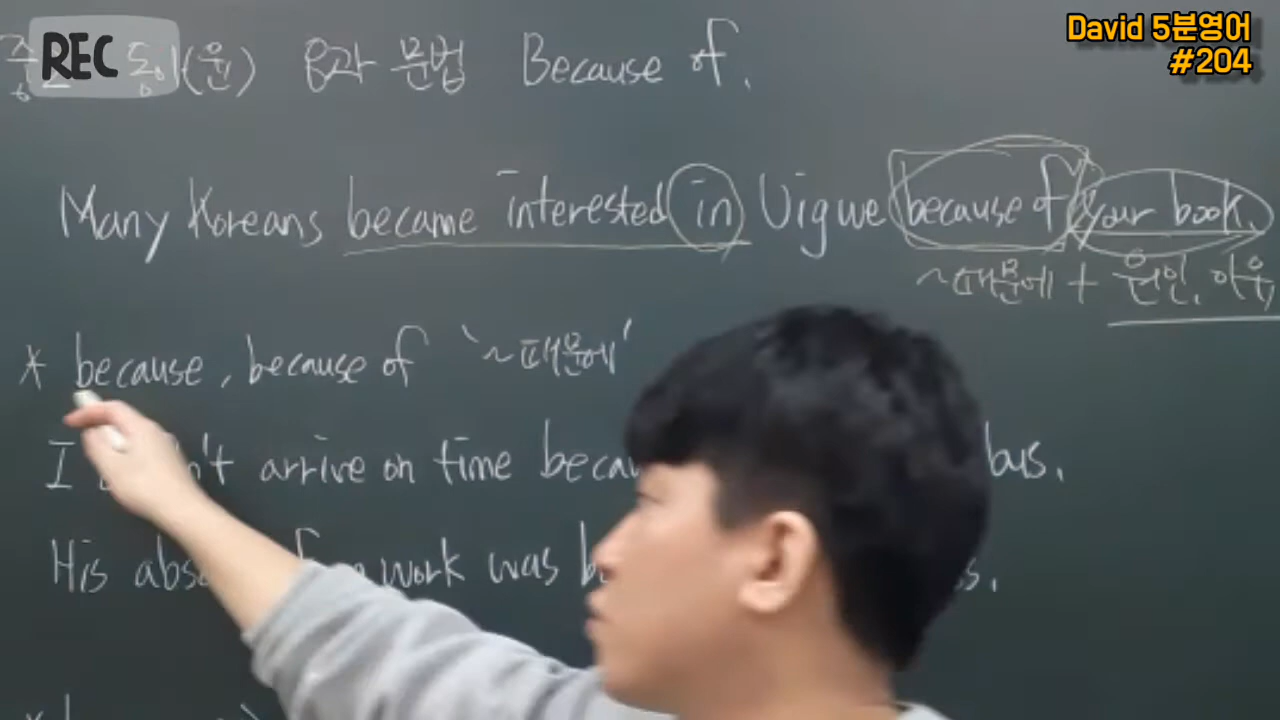 David 5분영어
#204
REC
동아(윤) 8과 문법 Because of.
Many Koreans became interested in Uigwe because of your book.
~때문에 + 원인, 이유
* because, because of '~때문에'
I arrive on time bus.
His work was